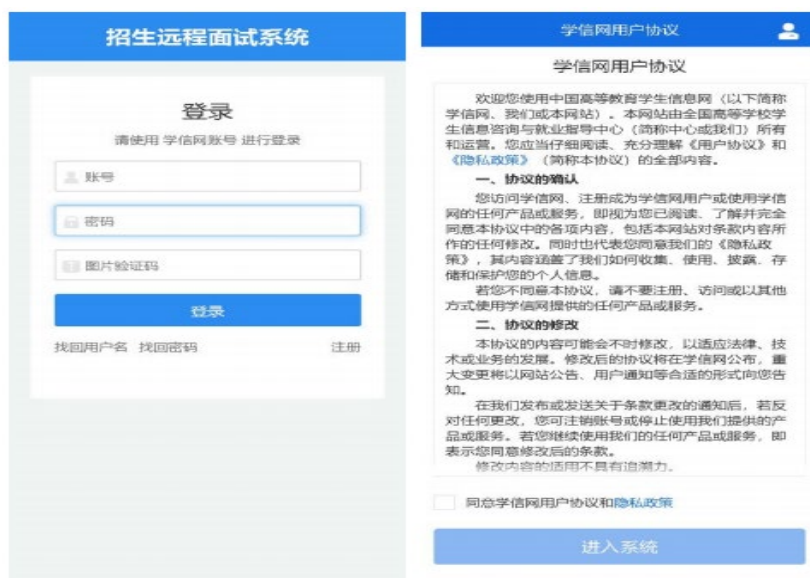 招生远程面试系统
登录
请使用 学信网账号 进行登录
账号
密码
图片验证码
登录
找回用户名 找回密码 注册
学信网用户协议
学信网用户协议
欢迎您使用中国高等教育学生信息网（以下简称
学信网、我们或本网站）。本网站由全国高等学校学
生信息咨询与就业指导中心（简称中心或我们）所有
和运营。您应当仔细阅读、充分理解《用户协议》和
《隐私政策》（简称本协议）的全部内容。
一、协议的确认
您访问学信网、注册成为学信网用户或使用学信
网的任何产品或服务，即视为您已阅读、了解并完全
同意本协议中的各项内容，包括本网站对条款内容所
作的任何修改。同时也代表您同意我们的《隐私政
策》，其内容涵盖了我们如何收集、使用、披露、存
储和保护您的个人信息。
若您不同意本协议，请不要注册、访问或以其他
方式使用学信网提供的任何产品或服务。
二、协议的修改
本协议的内容可能会不时修改，以适应法律、技
术或业务的发展。修改后的协议将在学信网公布，重
大变更将以网站公告、用户通知等合适的形式向您告
知。
在我们发布或发送关于条款更改的通知后，若反
对任何更改，您可注销账号或停止使用我们提供的产
品或服务。若您继续使用我们的任何产品或服务，即
表示您同意修改后的条款。
修改内容的适用不具有追溯力。
同意学信网用户协议和隐私政策
进入系统